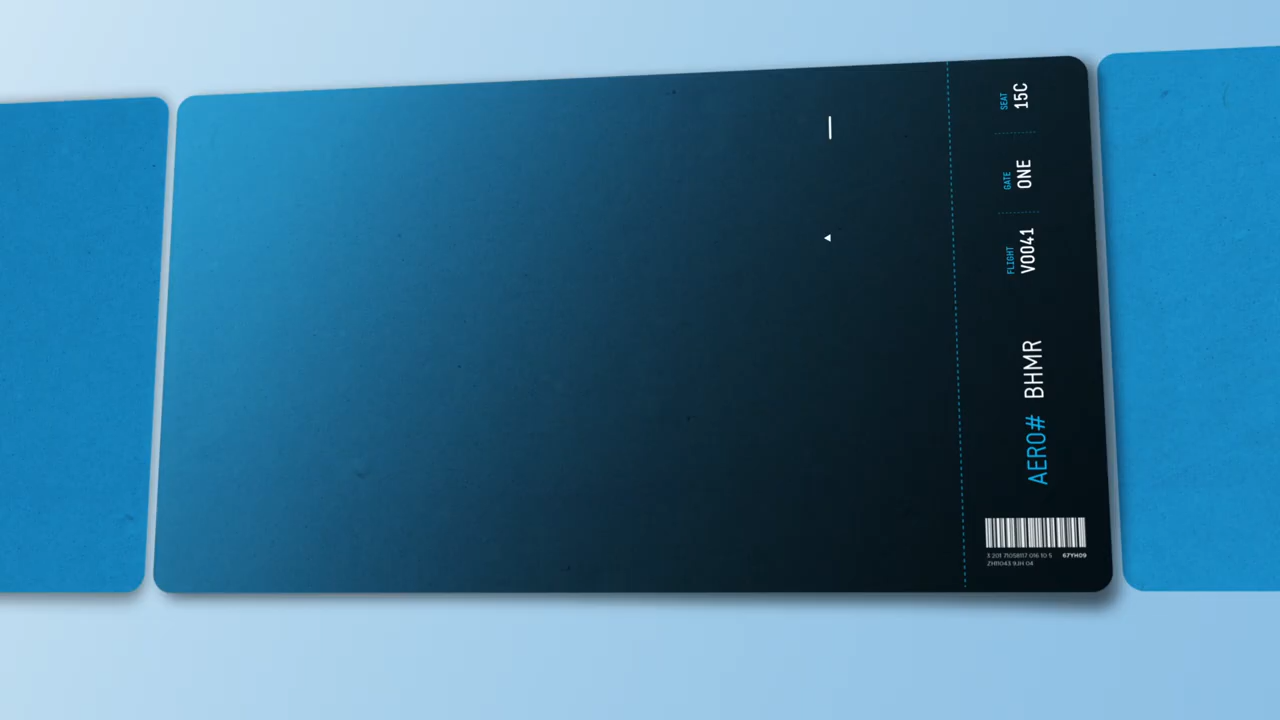 SEAT
15C
GATE
ONE
FLIGHT
V0041
AERO# BHMR
67YH09